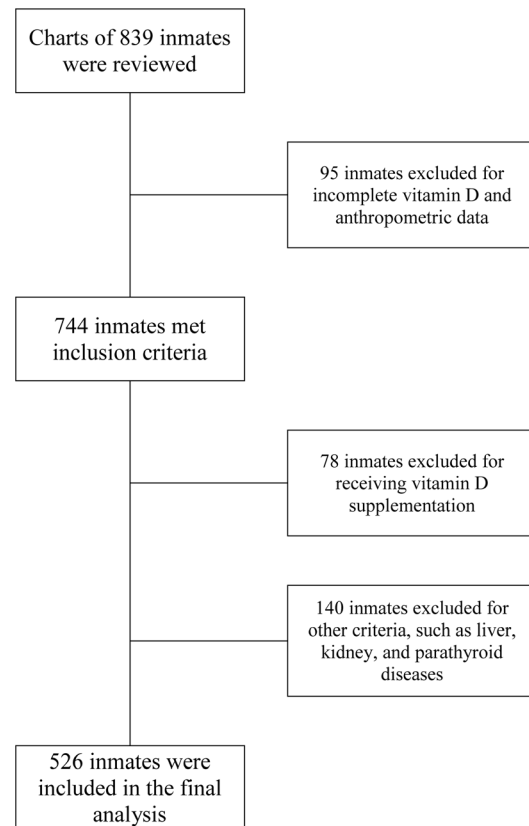 Charts of 839 inmates
were reviewed
95 inmates excluded for
incomplete vitamin D and
anthropometric data
744 inmates met
inclusion criteria
78 inmates excluded for
receiving vitamin D
supplementation
140 inmates excluded for
other criteria, such as liver,
kidney, and parathyroid
diseases
526 inmates were
included in the final
analysis